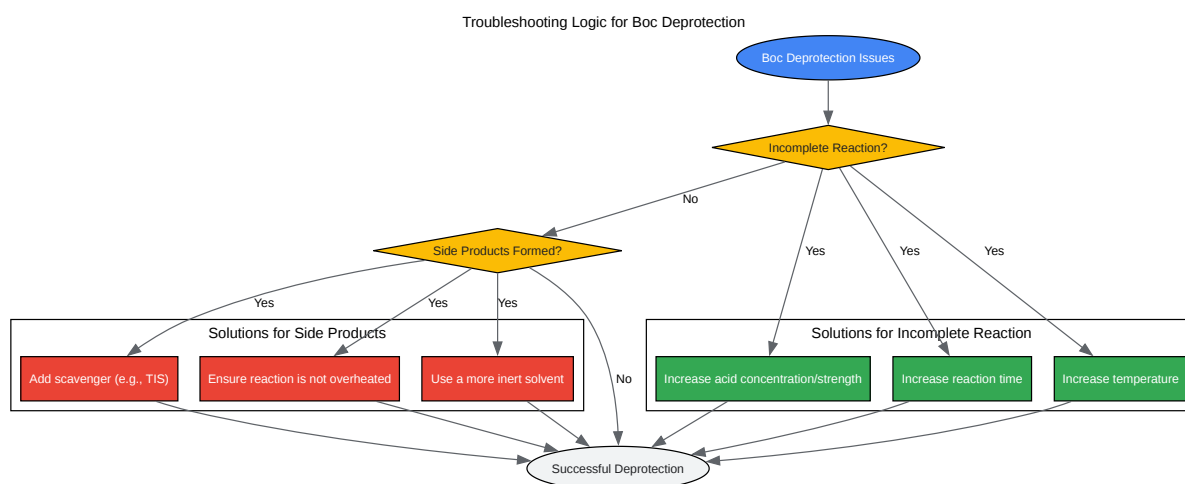 Troubleshooting Logic for Boc Deprotection
Boc Deprotection Issues
Incomplete Reaction?
No
Side Products Formed?
Yes
Yes
Yes
Yes
Yes
Yes
Solutions for Side Products
Solutions for Incomplete Reaction
Add scavenger (e.g., TIS)
Ensure reaction is not overheated
Use a more inert solvent
No
Increase acid concentration/strength
Increase reaction time
Increase temperature
Successful Deprotection